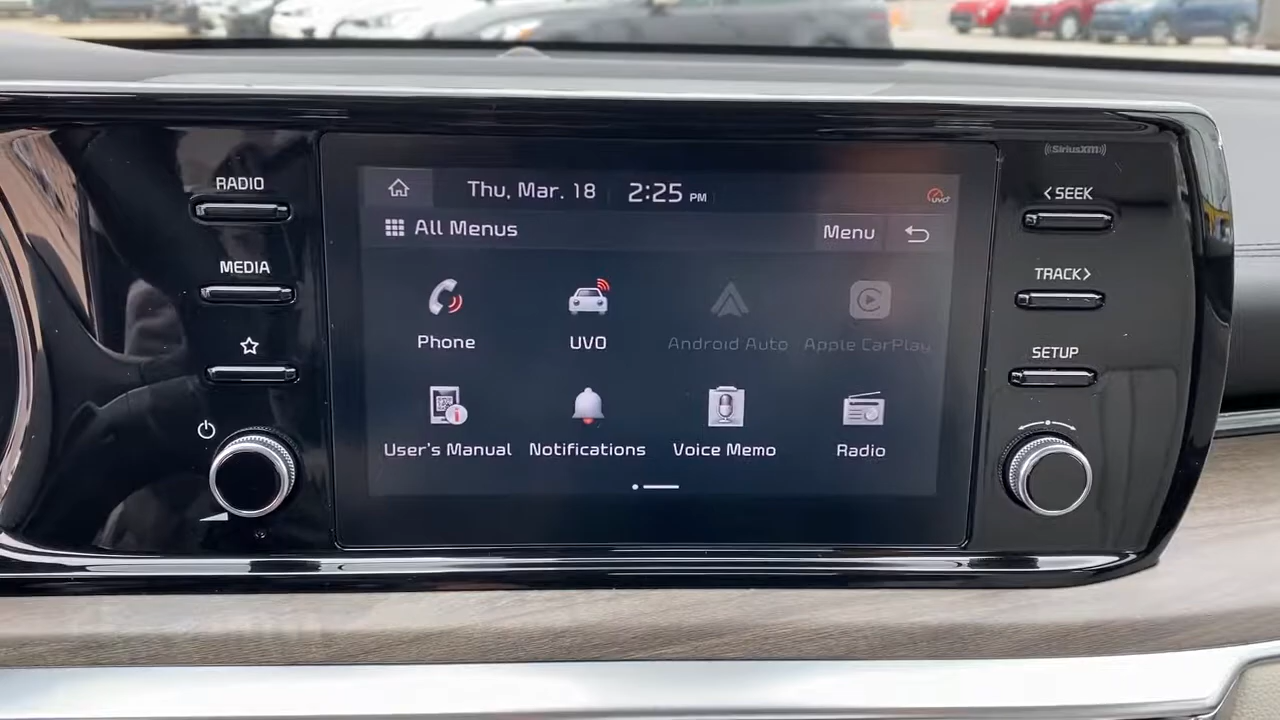 SiriusXM
RADIO
MEDIA
Thu, Mar. 18 2:25 PM
UVO
All Menus
Menu
Phone
UVO
Android Auto
Apple CarPlay
User's Manual
Notifications
Voice Memo
Radio
< SEEK
TRACK >
SETUP